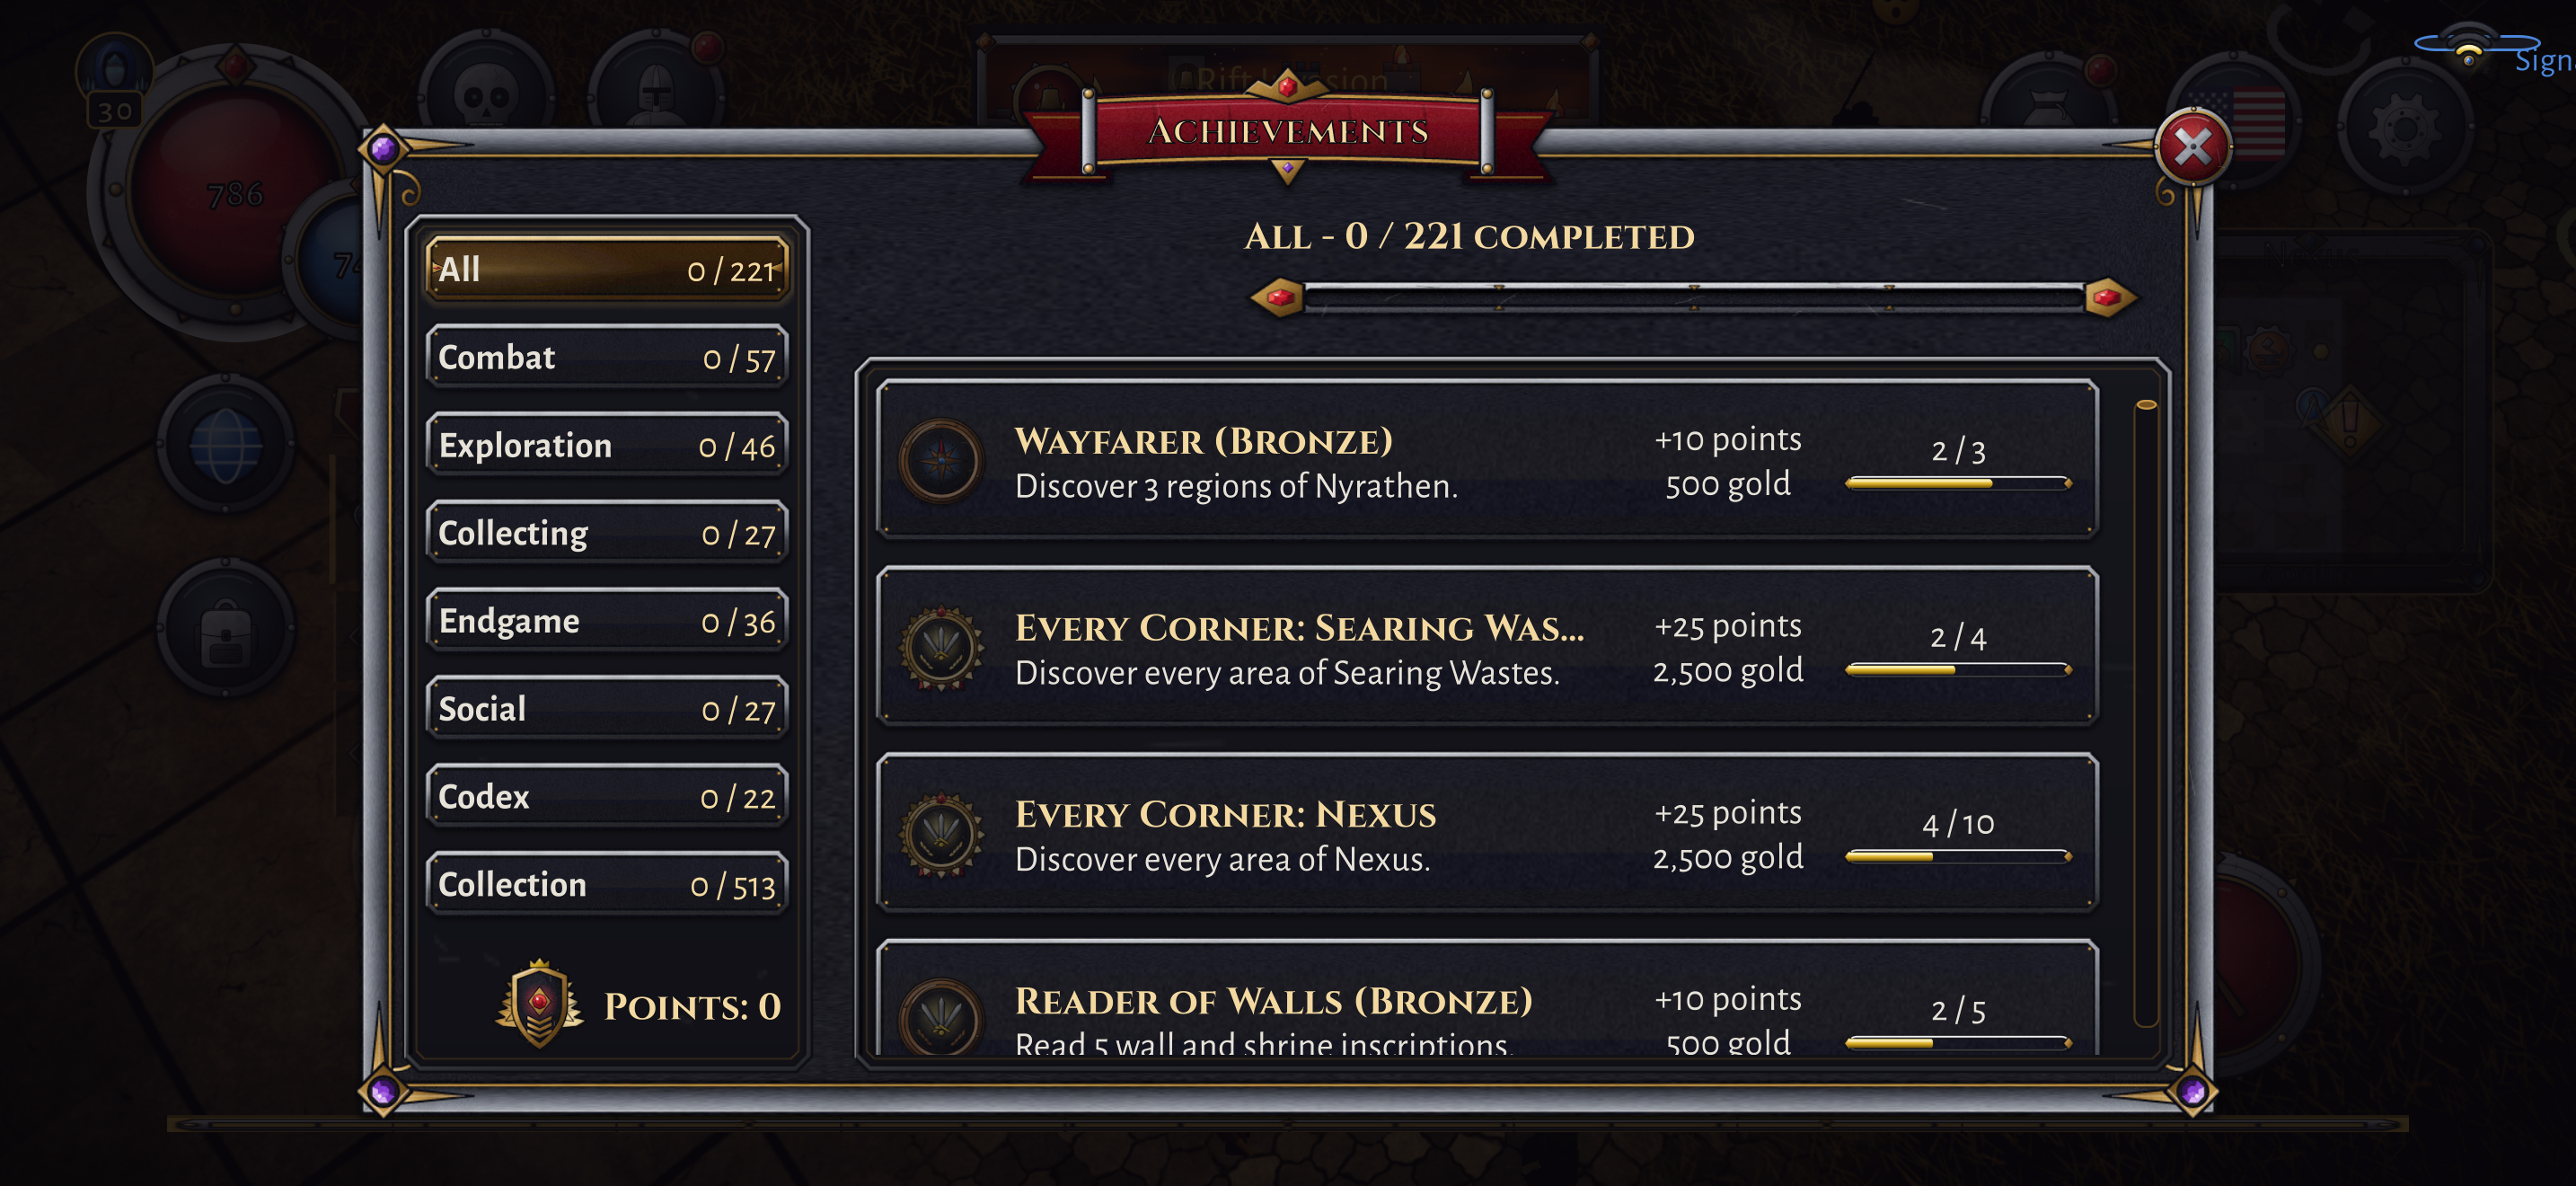 30
Rift Invasion
Sign
ACHIEVEMENTS
786
74
ALL - 0 / 221 COMPLETED
All 0 / 221
Combat 0 / 57
Exploration 0 / 46
Collecting 0 / 27
Endgame 0 / 36
Social 0 / 27
Codex 0 / 22
Collection 0 / 513
POINTS: 0
WAYFARER (BRONZE)
Discover 3 regions of Nyrathen.
+10 points
500 gold
2 / 3
EVERY CORNER: SEARING WAS...
Discover every area of Searing Wastes.
+25 points
2,500 gold
2 / 4
EVERY CORNER: NEXUS
Discover every area of Nexus.
+25 points
2,500 gold
4 / 10
READER OF WALLS (BRONZE)
Read 5 wall and shrine inscriptions.
+10 points
500 gold
2 / 5